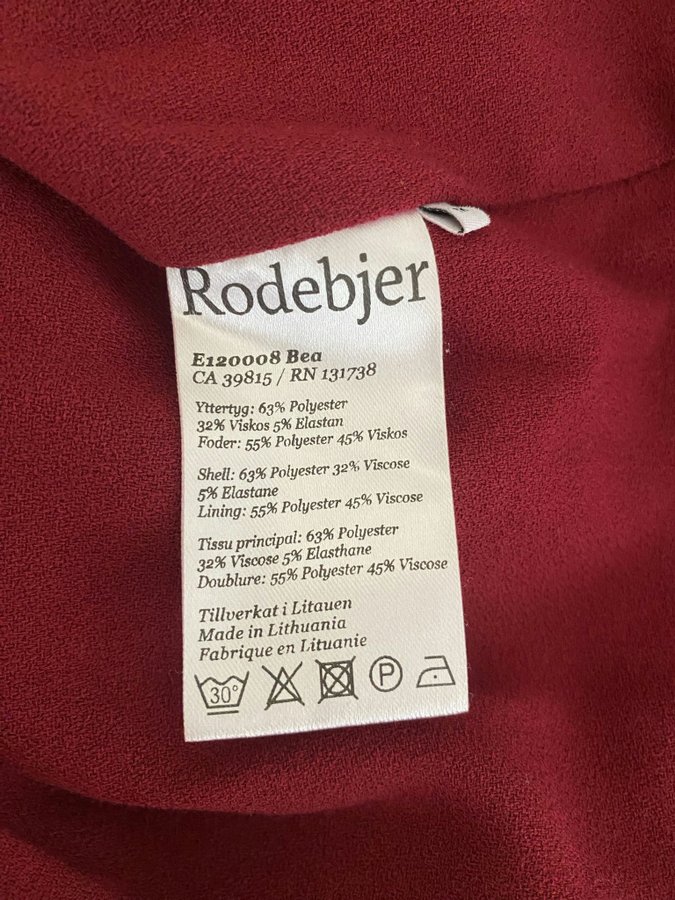 Rodebjer
E120008 Bea
CA 39815 / RN 131738
Yttertyg: 63% Polyester
32% Viskos 5% Elastan
Foder: 55% Polyester 45% Viskos
Shell: 63% Polyester 32% Viscose
5% Elastane
Lining: 55% Polyester 45% Viscose
Tissu principal: 63% Polyester
32% Viscose 5% Elasthane
Doublure: 55% Polyester 45% Viscose
Tillverkat i Litauen
Made in Lithuania
Fabrique en Lituanie
30° P